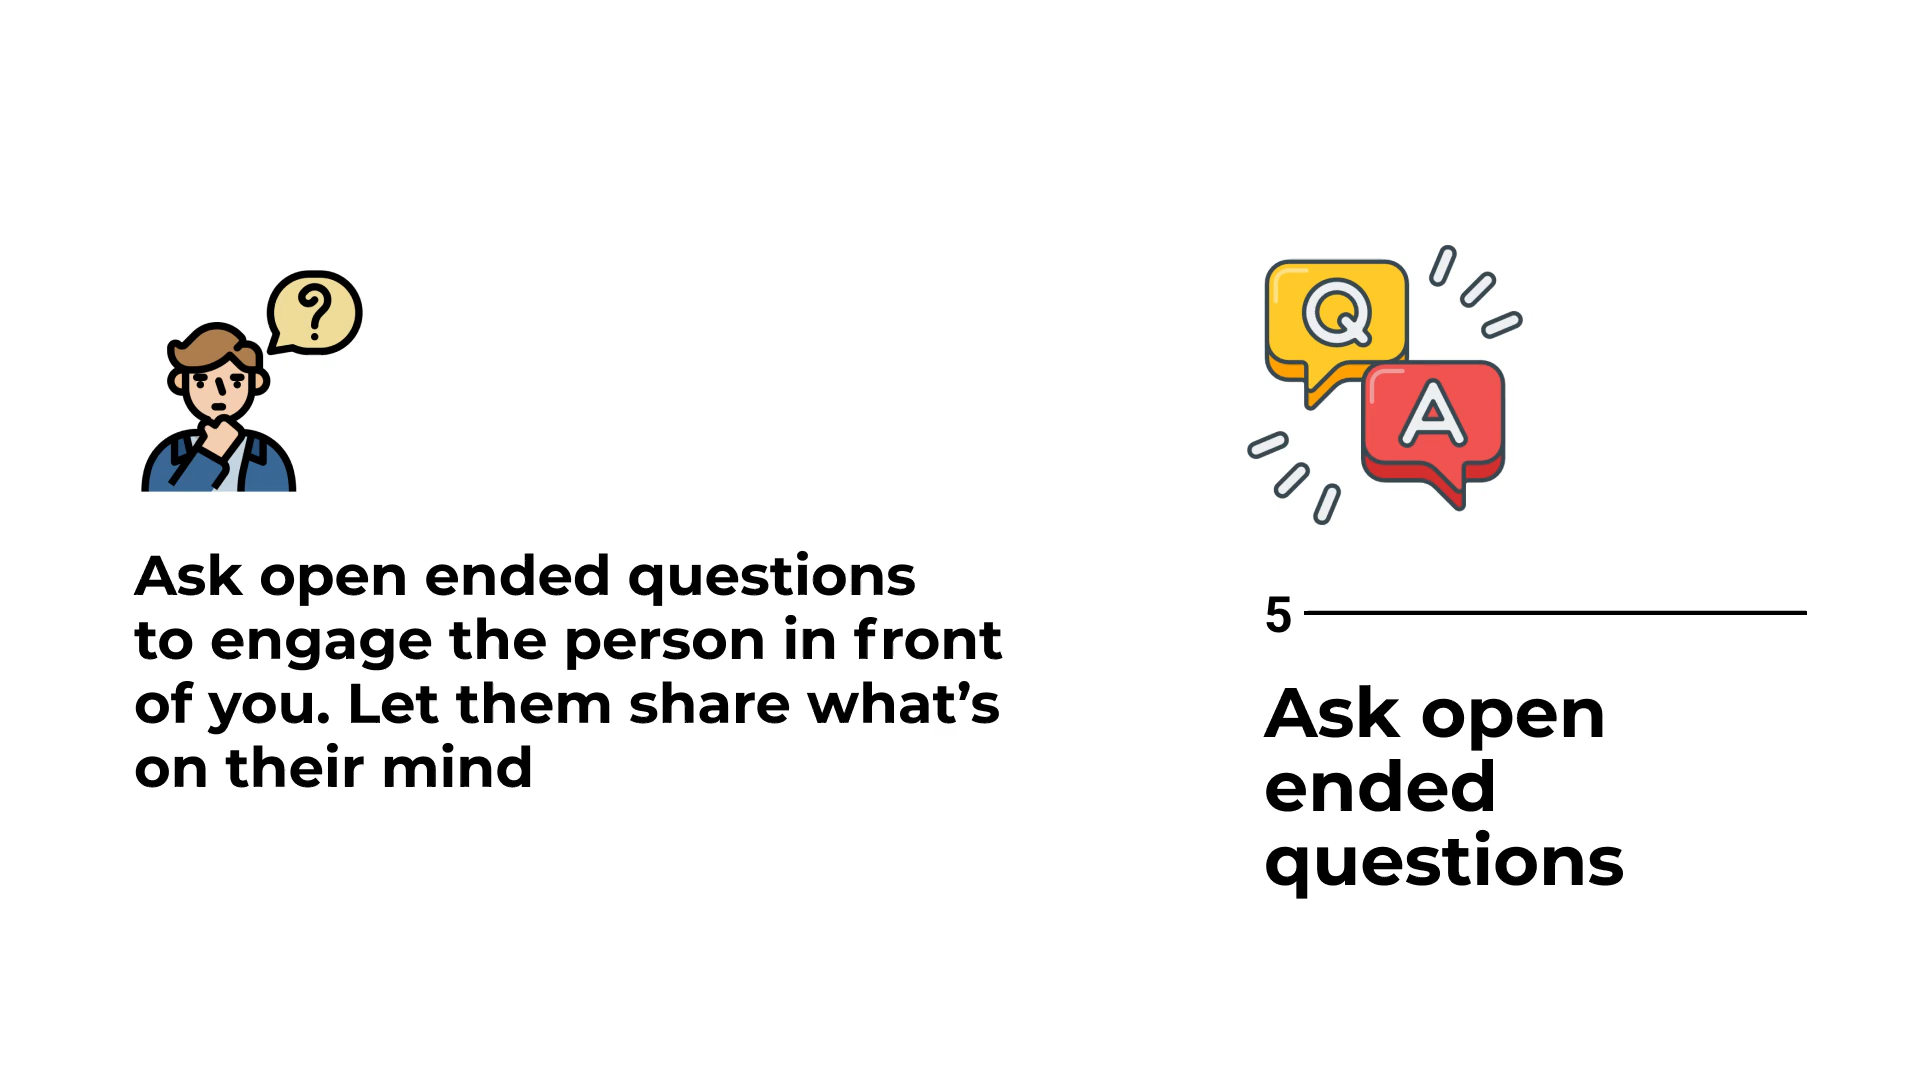 ?
Ask open ended questions
to engage the person in front
of you. Let them share what’s
on their mind
Q
A
5
Ask open
ended
questions